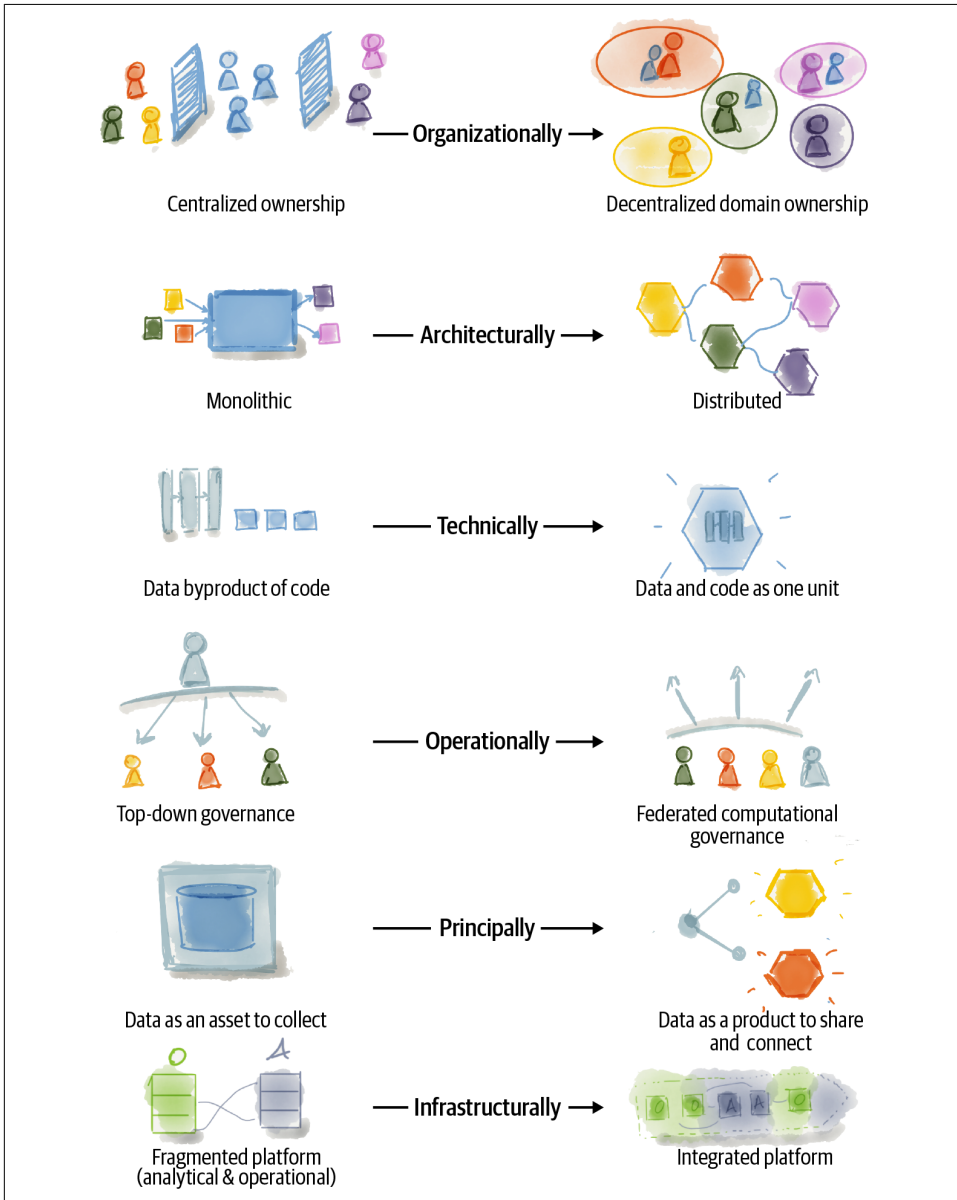 Organizationally
Centralized ownership
Decentralized domain ownership
Architecturally
Monolithic
Distributed
Technically
Data byproduct of code
Data and code as one unit
Operationally
Top-down governance
Federated computational
governance
Principally
Data as an asset to collect
Data as a product to share
and connect
O A
Infrastructurally
O O A A O
Fragmented platform
(analytical & operational)
Integrated platform